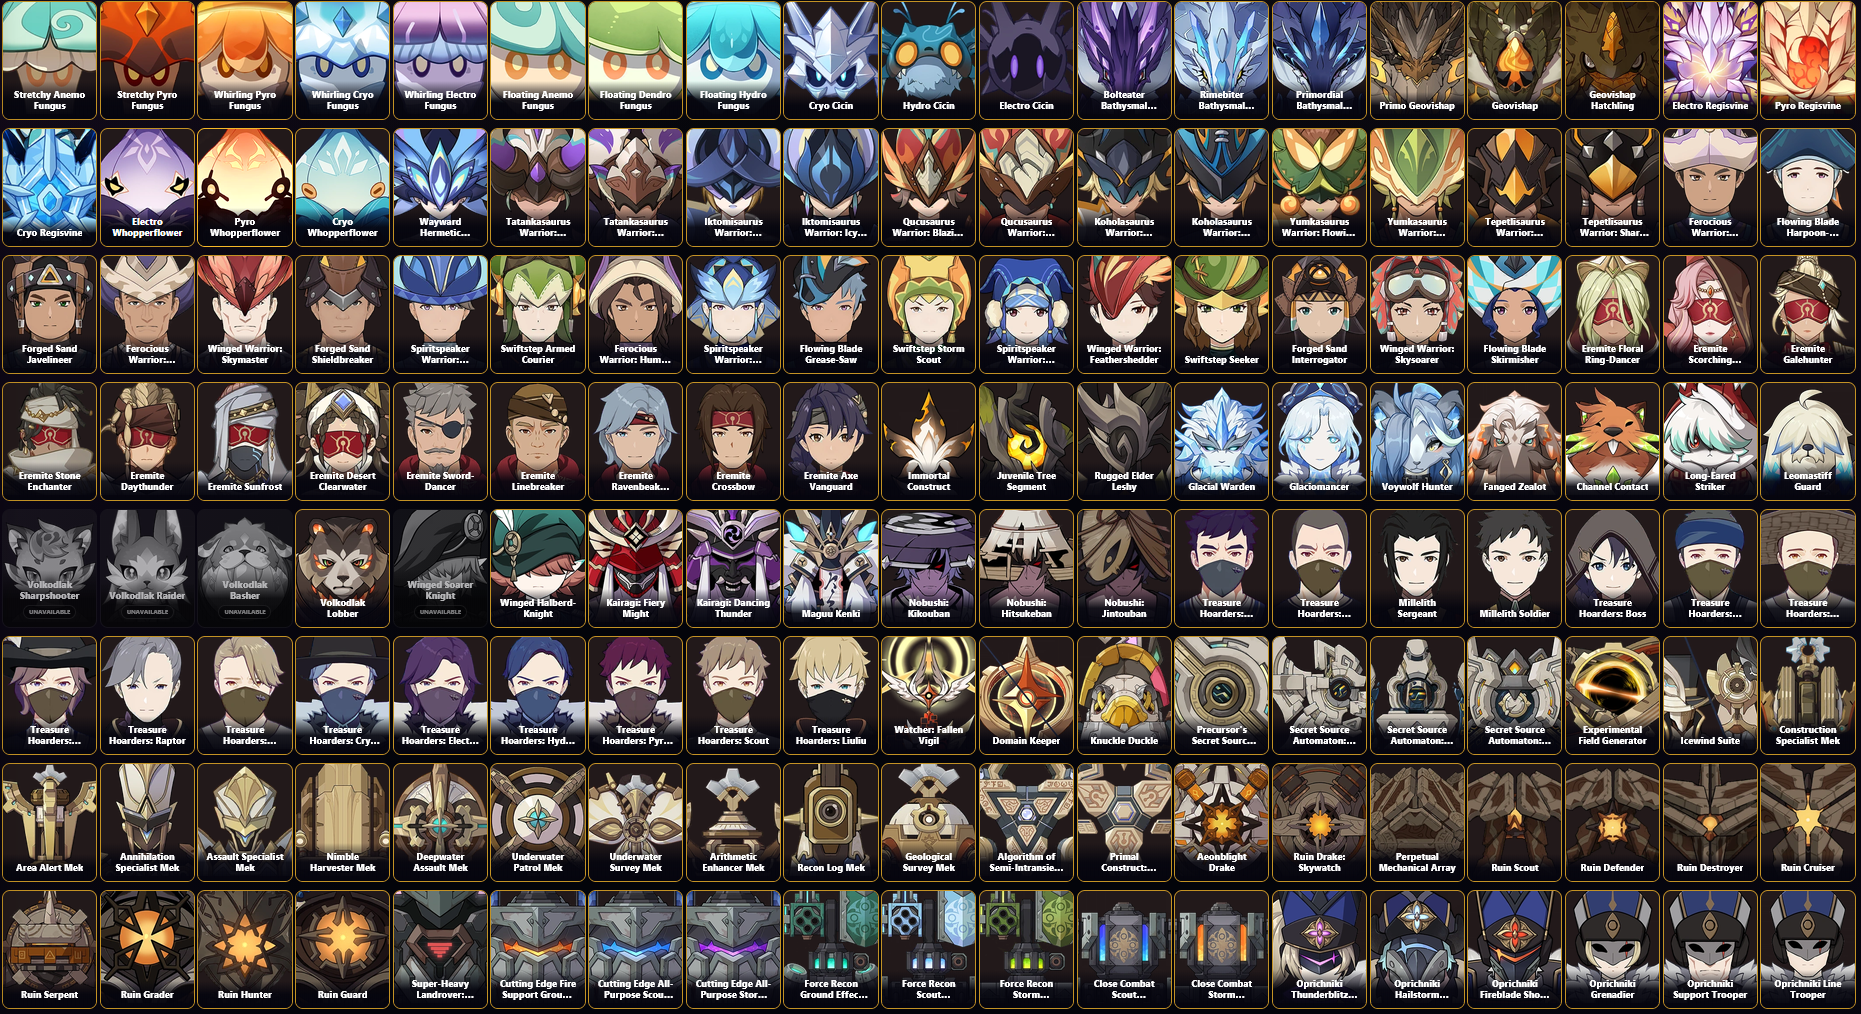 Stretchy Anemo
Fungus
Stretchy Pyro
Fungus
Whirling Pyro
Fungus
Whirling Cryo
Fungus
Whirling Electro
Fungus
Floating Anemo
Fungus
Floating Dendro
Fungus
Floating Hydro
Fungus
Cryo Cicin
Hydro Cicin
Electro Cicin
Bolteater
Bathysmal...
Rimebiter
Bathysmal...
Primordial
Bathysmal...
Primo Geovishap
Geovishap
Geovishap
Hatchling
Electro Regisvine
Pyro Regisvine
Cryo Regisvine
Electro
Whopperflower
Pyro
Whopperflower
Cryo
Whopperflower
Wayward
Hermetic...
Tatankasaurus
Warrior:...
Tatankasaurus
Warrior:...
Iktomisaurus
Warrior:...
Iktomisaurus
Warrior: Icy...
Qucusaurus
Warrior: Blazi...
Qucusaurus
Warrior:...
Koholasaurus
Warrior:...
Koholasaurus
Warrior:...
Yumkasaurus
Warrior: Flowi...
Yumkasaurus
Warrior:...
Tepetlisaurus
Warrior:...
Tepetlisaurus
Warrior: Shar...
Ferocious
Warrior:...
Flowing Blade
Harpoon-...
Forged Sand
Javelineer
Ferocious
Warrior:...
Winged Warrior:
Skymaster
Forged Sand
Shieldbreaker
Spiritspeaker
Warrior:...
Swiftstep Armed
Courier
Ferocious
Warrior: Hum...
Spiritspeaker
Warrior:...
Flowing Blade
Grease-Saw
Swiftstep Storm
Scout
Spiritspeaker
Warrior:...
Winged Warrior:
Feathershedder
Swiftstep Seeker
Forged Sand
Interrogator
Winged Warrior:
Skysoarer
Flowing Blade
Skirmisher
Eremite Floral
Ring-Dancer
Eremite
Scorching...
Eremite
Galehunter
Eremite Stone
Enchanter
Eremite
Daythunder
Eremite Sunfrost
Eremite Desert
Clearwater
Eremite Sword-
Dancer
Eremite
Linebreaker
Eremite
Ravenbeak...
Eremite
Crossbow
Eremite Axe
Vanguard
Immortal
Construct
Juvenile Tree
Segment
Rugged Elder
Leshy
Glacial Warden
Glaciomancer
Voywolf Hunter
Fanged Zealot
Channel Contact
Long-Eared
Striker
Leomastiff
Guard
Volkodlak
Sharpshooter
UNAVAILABLE
Volkodlak Raider
UNAVAILABLE
Volkodlak
Basher
UNAVAILABLE
Volkodlak
Lobber
Winged Soarer
Knight
UNAVAILABLE
Winged Halberd-
Knight
Kairagi: Fiery
Might
Kairagi: Dancing
Thunder
Maguu Kenki
Nobushi:
Kikouban
Nobushi:
Hitsukeban
Nobushi:
Jintouban
Treasure
Hoarders:...
Treasure
Hoarders:...
Millelith
Sergeant
Millelith Soldier
Treasure
Hoarders: Boss
Treasure
Hoarders:...
Treasure
Hoarders:...
Treasure
Hoarders:...
Treasure
Hoarders: Raptor
Treasure
Hoarders:...
Treasure
Hoarders: Cry...
Treasure
Hoarders: Elect...
Treasure
Hoarders: Hyd...
Treasure
Hoarders: Pyr...
Treasure
Hoarders: Scout
Treasure
Hoarders: Liuliu
Watcher: Fallen
Vigil
Domain Keeper
Knuckle Duckle
Precursor's
Secret Sourc...
Secret Source
Automaton:...
Secret Source
Automaton:...
Secret Source
Automaton:...
Experimental
Field Generator
Icewind Suite
Construction
Specialist Mek
Area Alert Mek
Annihilation
Specialist Mek
Assault Specialist
Mek
Nimble
Harvester Mek
Deepwater
Assault Mek
Underwater
Patrol Mek
Underwater
Survey Mek
Arithmetic
Enhancer Mek
Recon Log Mek
Geological
Survey Mek
Algorithm of
Semi-Intransie...
Primal
Construct:...
Aeonblight
Drake
Ruin Drake:
Skywatch
Perpetual
Mechanical Array
Ruin Scout
Ruin Defender
Ruin Destroyer
Ruin Cruiser
Ruin Serpent
Ruin Grader
Ruin Hunter
Ruin Guard
Super-Heavy
Landrover:...
Cutting Edge Fire
Support Grou...
Cutting Edge All-
Purpose Scou...
Cutting Edge All-
Purpose Stor...
Force Recon
Ground Effec...
Force Recon
Scout...
Force Recon
Storm...
Close Combat
Scout...
Close Combat
Storm...
Oprichniki
Thunderblitz...
Oprichniki
Hailstorm...
Oprichniki
Fireblade Sho...
Oprichniki
Grenadier
Oprichniki
Support Trooper
Oprichniki Line
Trooper